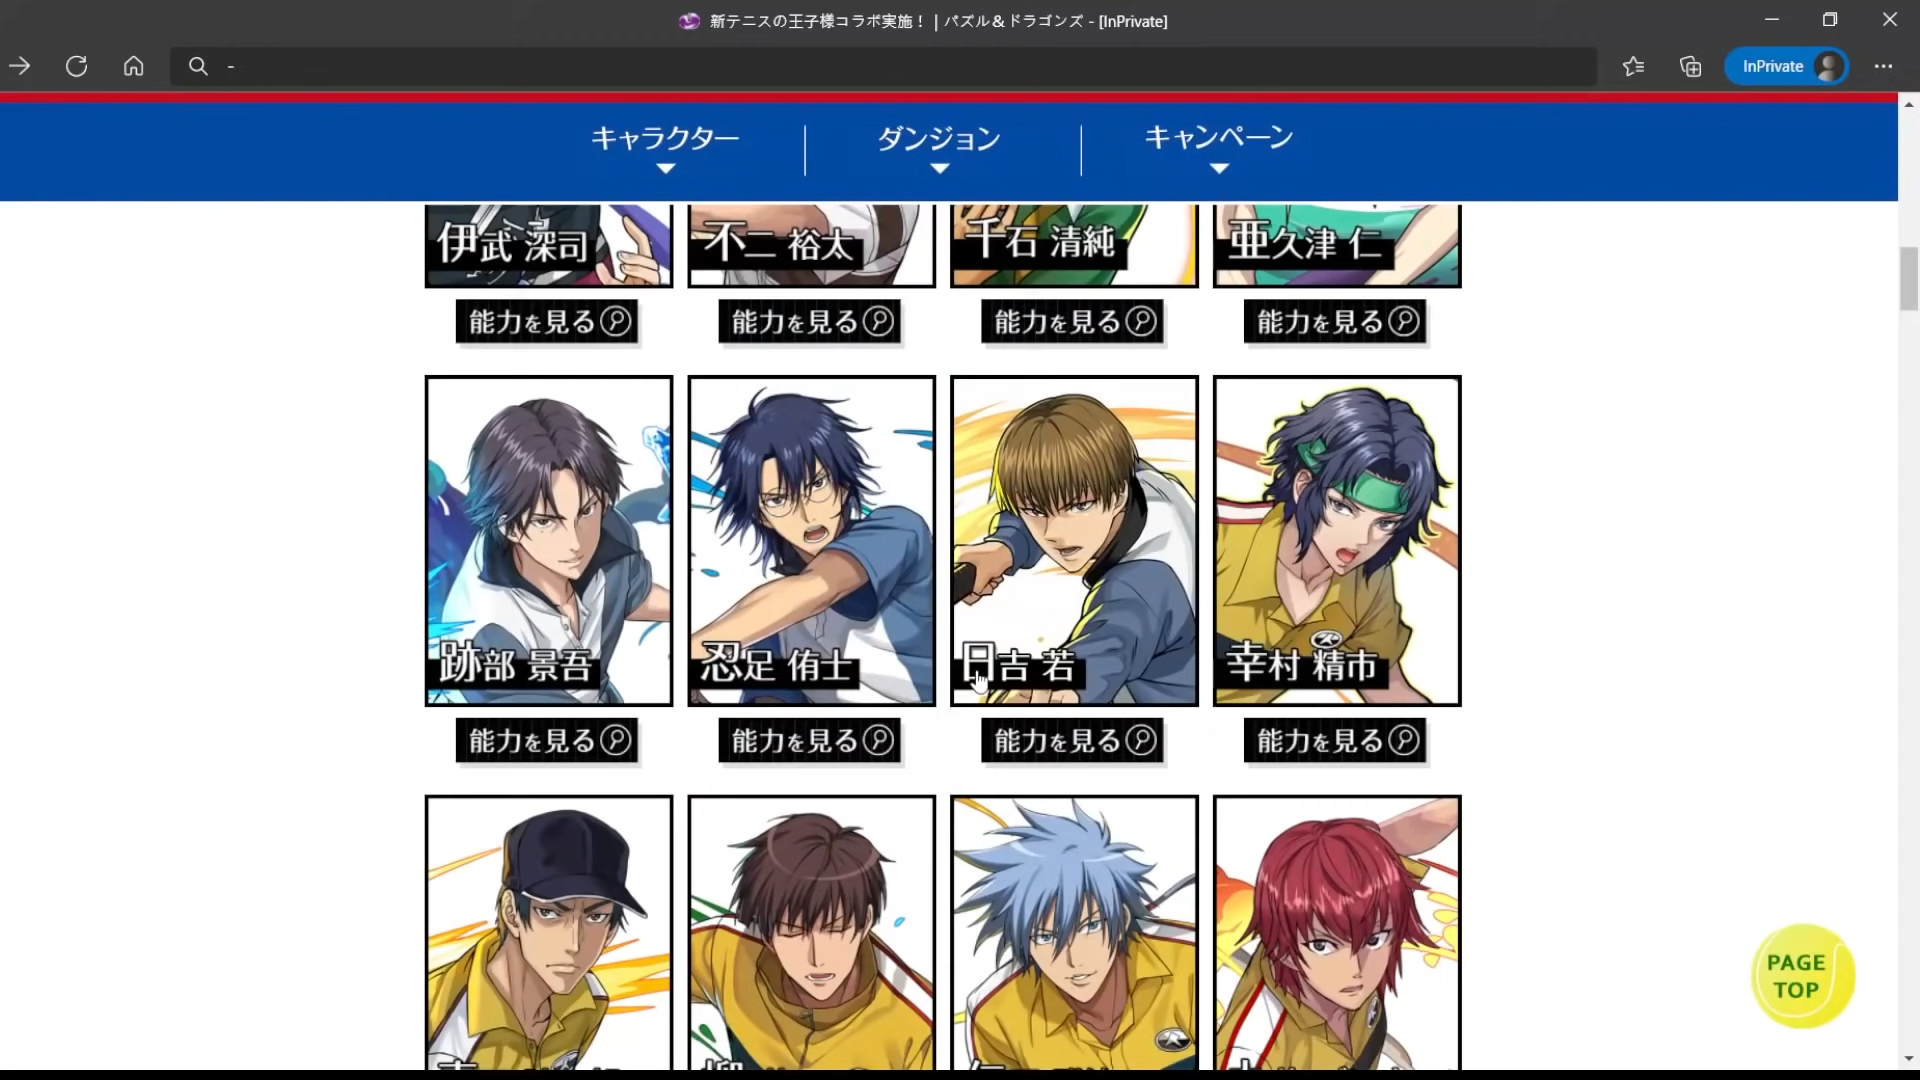 新テニスの王子様コラボ実施！ | パズル＆ドラゴンズ - [InPrivate]
-
InPrivate
キャラクター
ダンジョン
キャンペーン
伊武 深司
不二 裕太
千石 清純
亜久津 仁
能力を見る
能力を見る
能力を見る
能力を見る
跡部 景吾
忍足 侑士
日吉 若
幸村 精市
能力を見る
能力を見る
能力を見る
能力を見る
PAGE
TOP